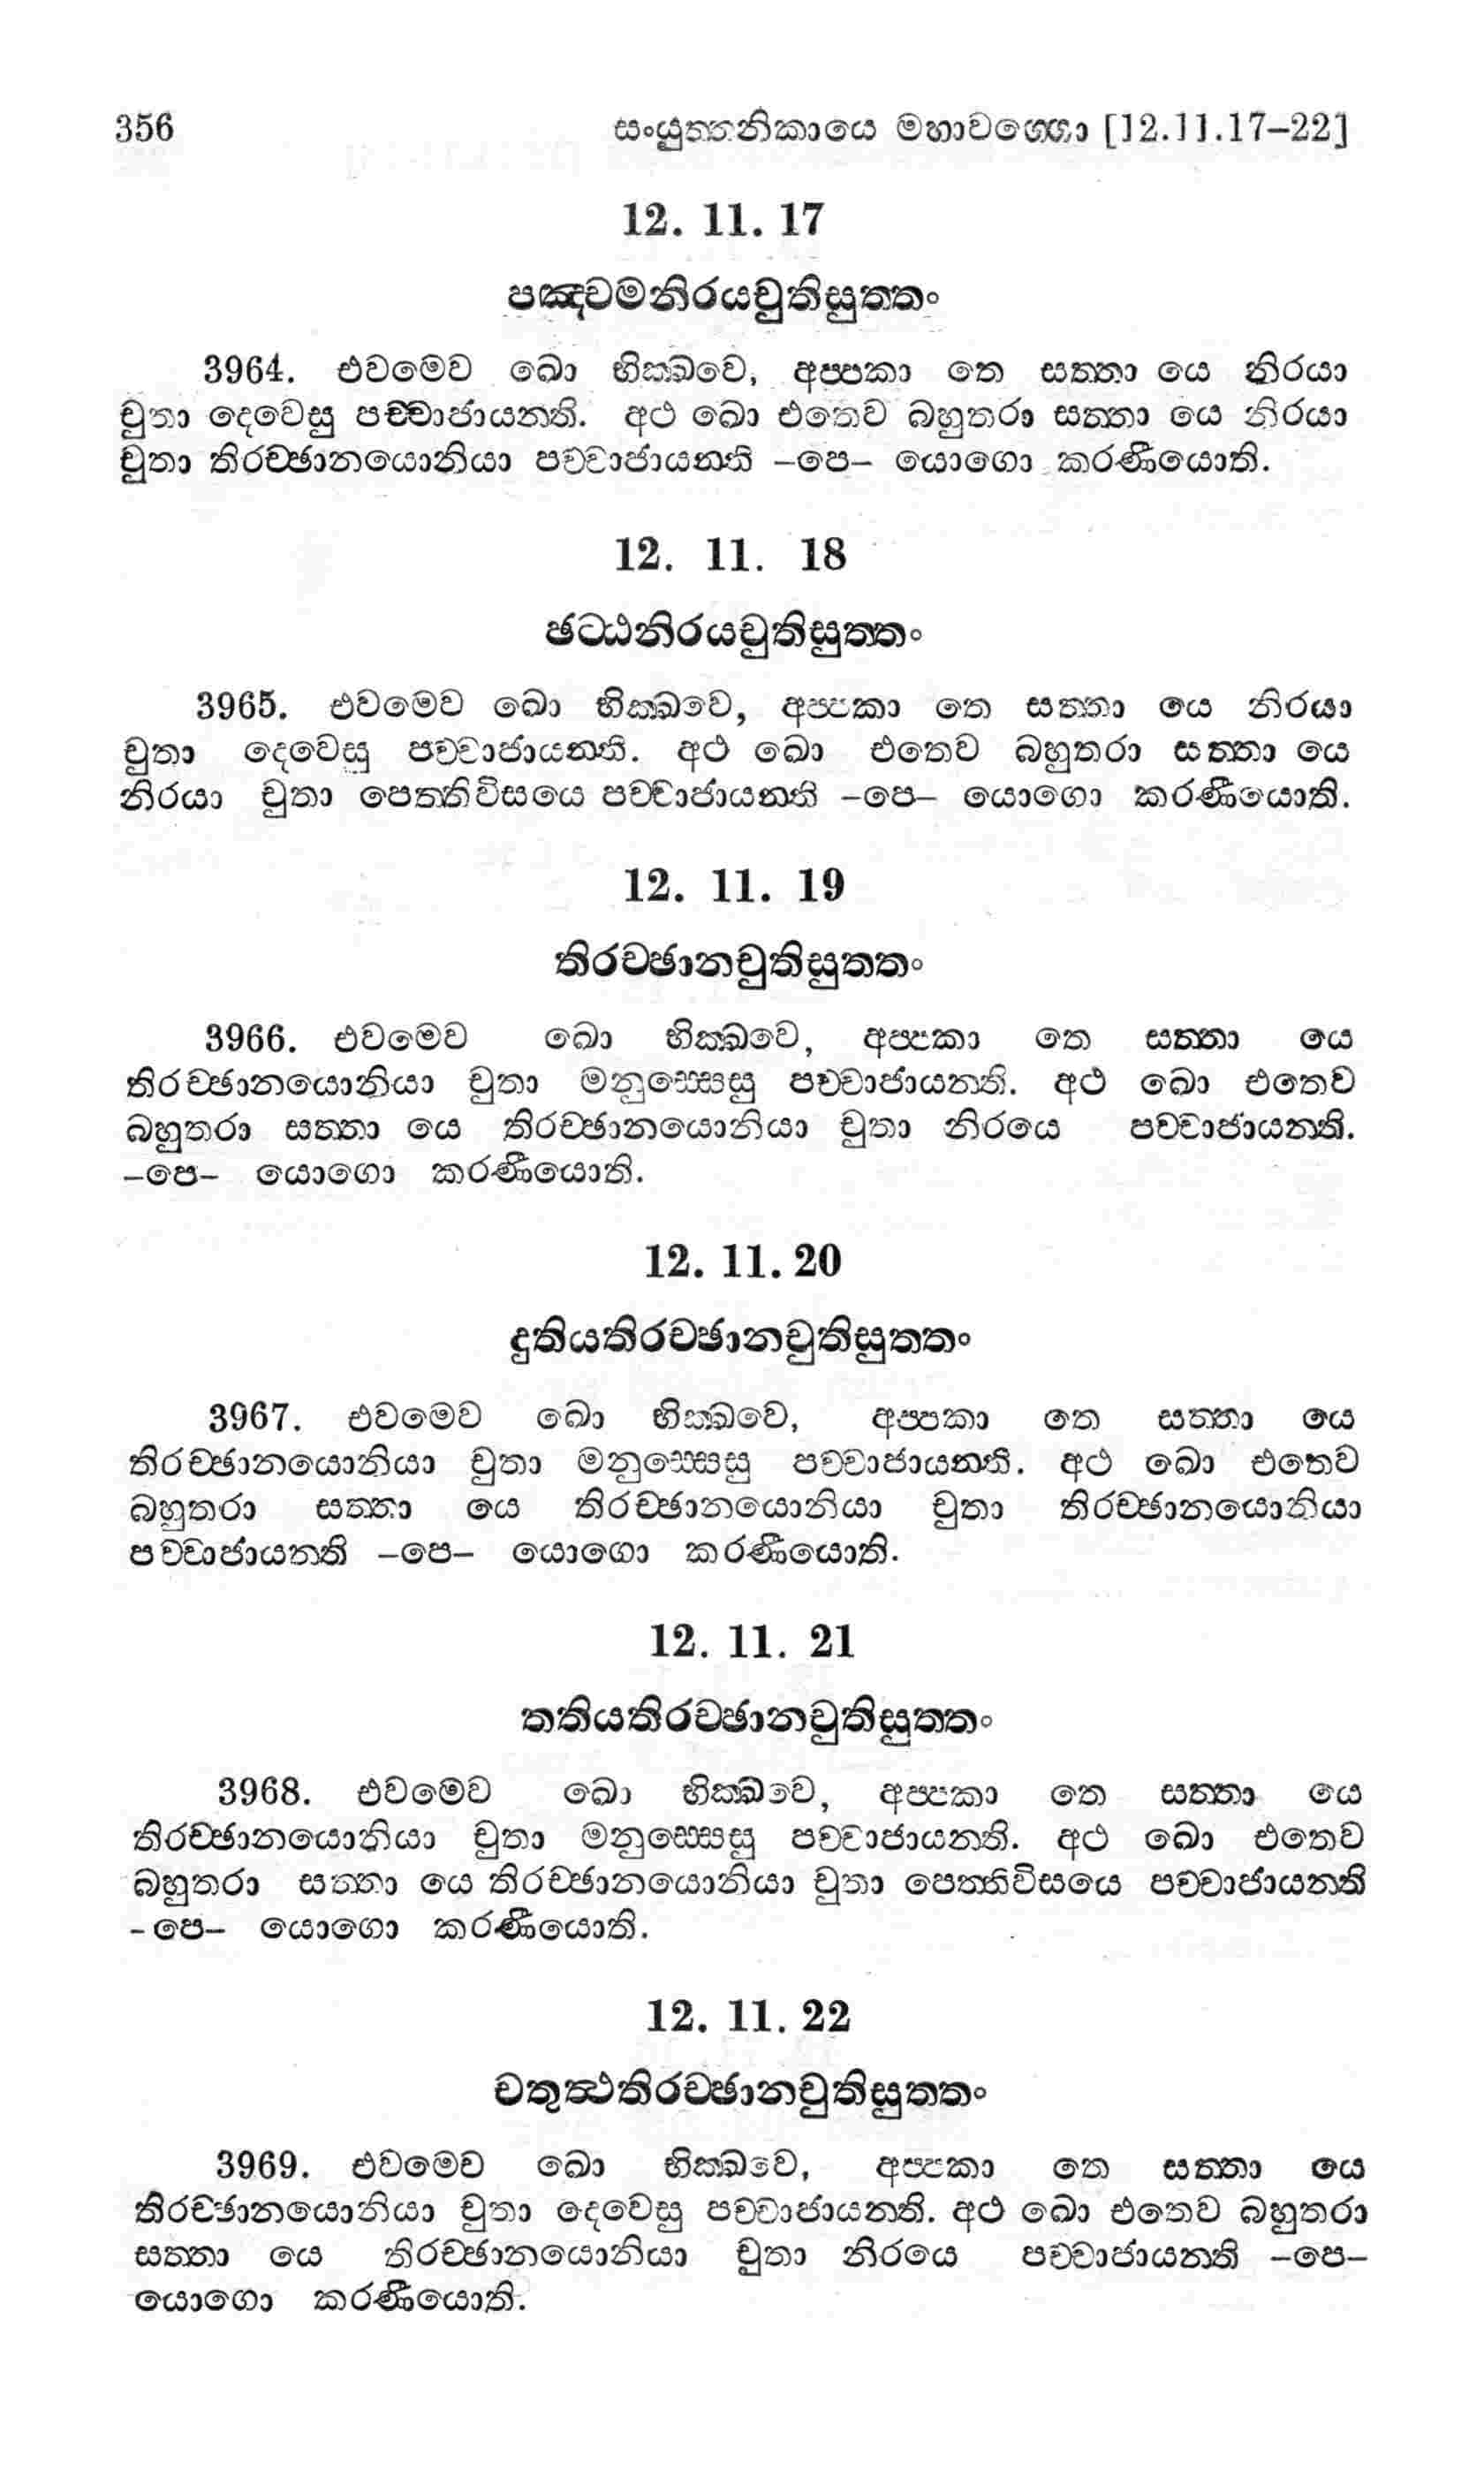 356 සංයුත්තනිකායෙ මහාවග්ගො [12.11.17–22]
12. 11. 17
පඤ්චමනිරයචුතිසුත්තං
3964. එවමෙව ඛො භික්ඛවෙ, අප්පකා තෙ සත්තා යෙ නිරයා
චුතා දෙවෙසු පච්චාජායන්ති. අථ ඛො එතෙව බහුතරා සත්තා යෙ නිරයා
චුතා තිරච්ඡානයොනියා පච්චාජායන්ති –පෙ– යොගො කරණීයොති.
12. 11. 18
ඡට්ඨනිරයචුතිසුත්තං
3965. එවමෙව ඛො භික්ඛවෙ, අප්පකා තෙ සත්තා යෙ නිරයා
චුතා දෙවෙසු පච්චාජායන්ති. අථ ඛො එතෙව බහුතරා සත්තා යෙ
නිරයා චුතා පෙත්තිවිසයෙ පච්චාජායන්ති –පෙ– යොගො කරණීයොති.
12. 11. 19
තිරච්ඡානචුතිසුත්තං
3966. එවමෙව ඛො භික්ඛවෙ, අප්පකා තෙ සත්තා යෙ
තිරච්ඡානයොනියා චුතා මනුස්සෙසු පච්චාජායන්ති. අථ ඛො එතෙව
බහුතරා සත්තා යෙ තිරච්ඡානයොනියා චුතා නිරයෙ පච්චාජායන්ති.
–පෙ– යොගො කරණීයොති.
12. 11. 20
දුතියතිරච්ඡානචුතිසුත්තං
3967. එවමෙව ඛො භික්ඛවෙ, අප්පකා තෙ සත්තා යෙ
තිරච්ඡානයොනියා චුතා මනුස්සෙසු පච්චාජායන්ති. අථ ඛො එතෙව
බහුතරා සත්තා යෙ තිරච්ඡානයොනියා චුතා තිරච්ඡානයොනියා
පච්චාජායන්ති –පෙ– යොගො කරණීයොති.
12. 11. 21
තතියතිරච්ඡානචුතිසුත්තං
3968. එවමෙව ඛො භික්ඛවෙ, අප්පකා තෙ සත්තා යෙ
තිරච්ඡානයොනියා චුතා මනුස්සෙසු පච්චාජායන්ති. අථ ඛො එතෙව
බහුතරා සත්තා යෙ තිරච්ඡානයොනියා චුතා පෙත්තිවිසයෙ පච්චාජායන්ති
-පෙ– යොගො කරණීයොති.
12. 11. 22
චතුත්ථතිරච්ඡානචුතිසුත්තං
3969. එවමෙව ඛො භික්ඛවෙ, අප්පකා තෙ සත්තා යෙ
තිරච්ඡානයොනියා චුතා දෙවෙසු පච්චාජායන්ති. අථ ඛො එතෙව බහුතරා
සත්තා යෙ තිරච්ඡානයොනියා චුතා නිරයෙ පච්චාජායන්ති –පෙ–
යොගො කරණීයොති.